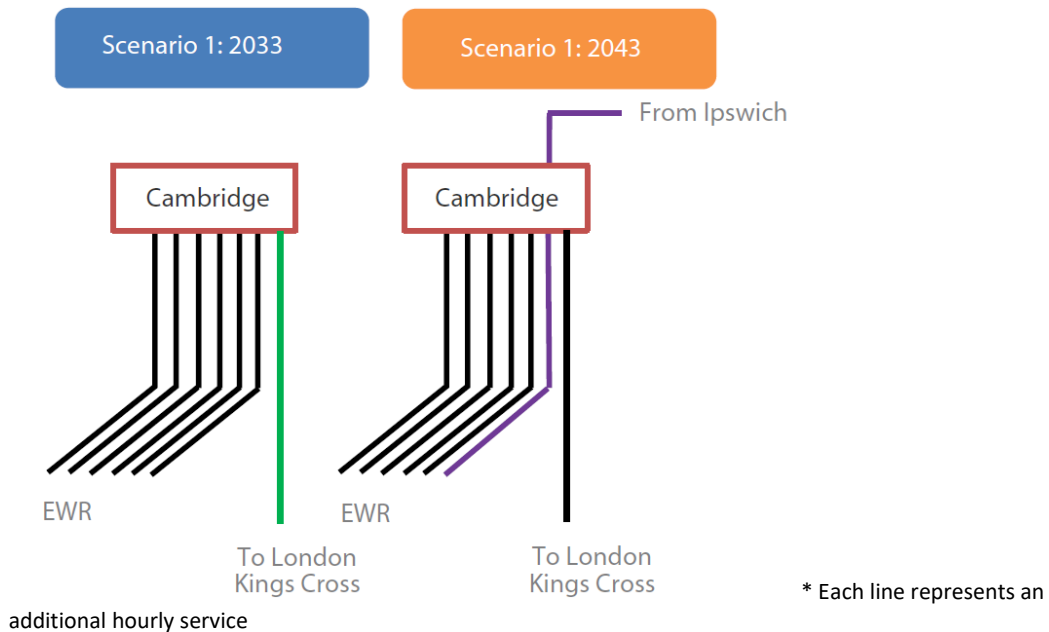 Scenario 1: 2033
Scenario 1: 2043
From Ipswich
Cambridge
Cambridge
EWR
EWR
To London
Kings Cross
To London
Kings Cross
* Each line represents an
additional hourly service